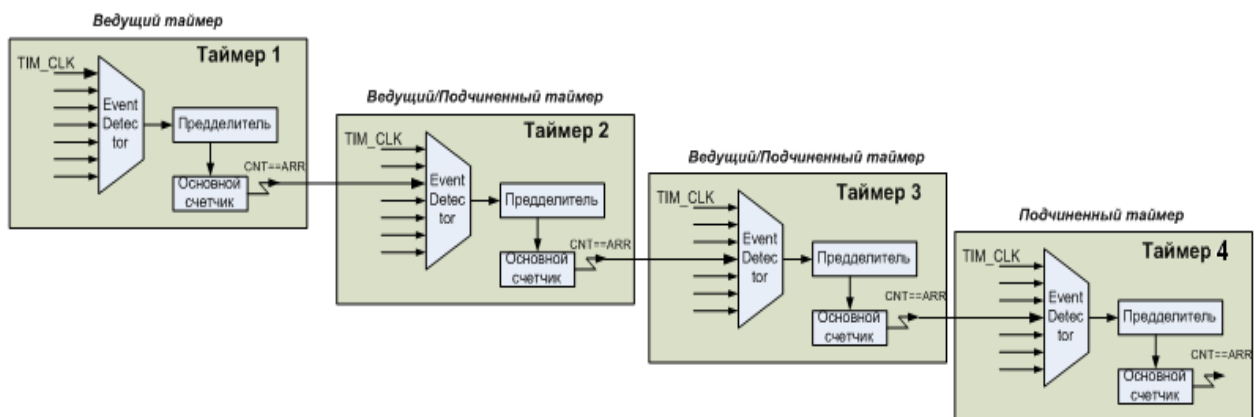 Ведущий таймер
Таймер 1
TIM_CLK
Event
Detec
tor
Предделитель
CNT==ARR
Основной
счетчик
Ведущий/Подчиненный таймер
Таймер 2
TIM_CLK
Event
Detec
tor
Предделитель
CNT==ARR
Основной
счетчик
Ведущий/Подчиненный таймер
Таймер 3
TIM_CLK
Event
Detec
tor
Предделитель
CNT==ARR
Основной
счетчик
Подчиненный таймер
Таймер 4
TIM_CLK
Event
Detec
tor
Предделитель
CNT==ARR
Основной
счетчик